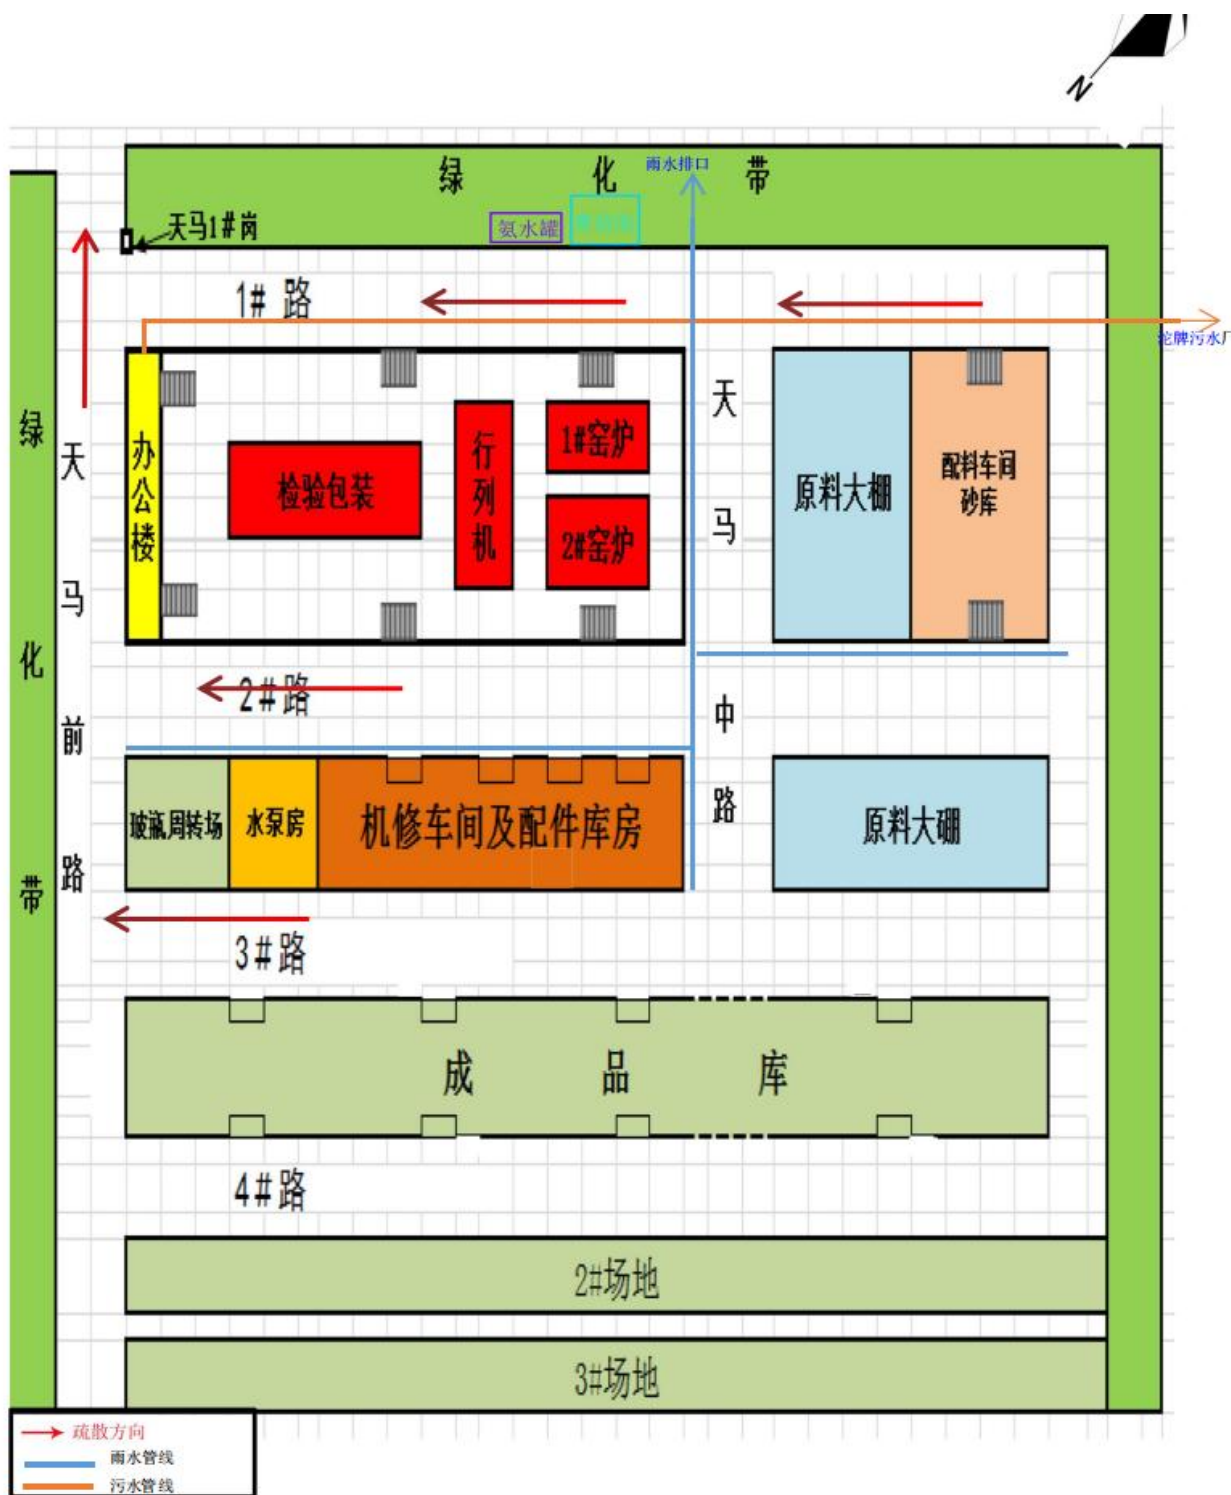 N
绿化带
雨水排口
天马1#岗
氨水罐
1#路
沱牌污水厂
绿化带
天马前路
办公楼
检验包装
行列机
1#窑炉
2#窑炉
天马中路
原料大棚
配料车间
砂库
2#路
玻瓶周转场
水泵房
机修车间及配件库房
原料大硼
3#路
成品库
4#路
2#场地
3#场地
疏散方向
雨水管线
污水管线